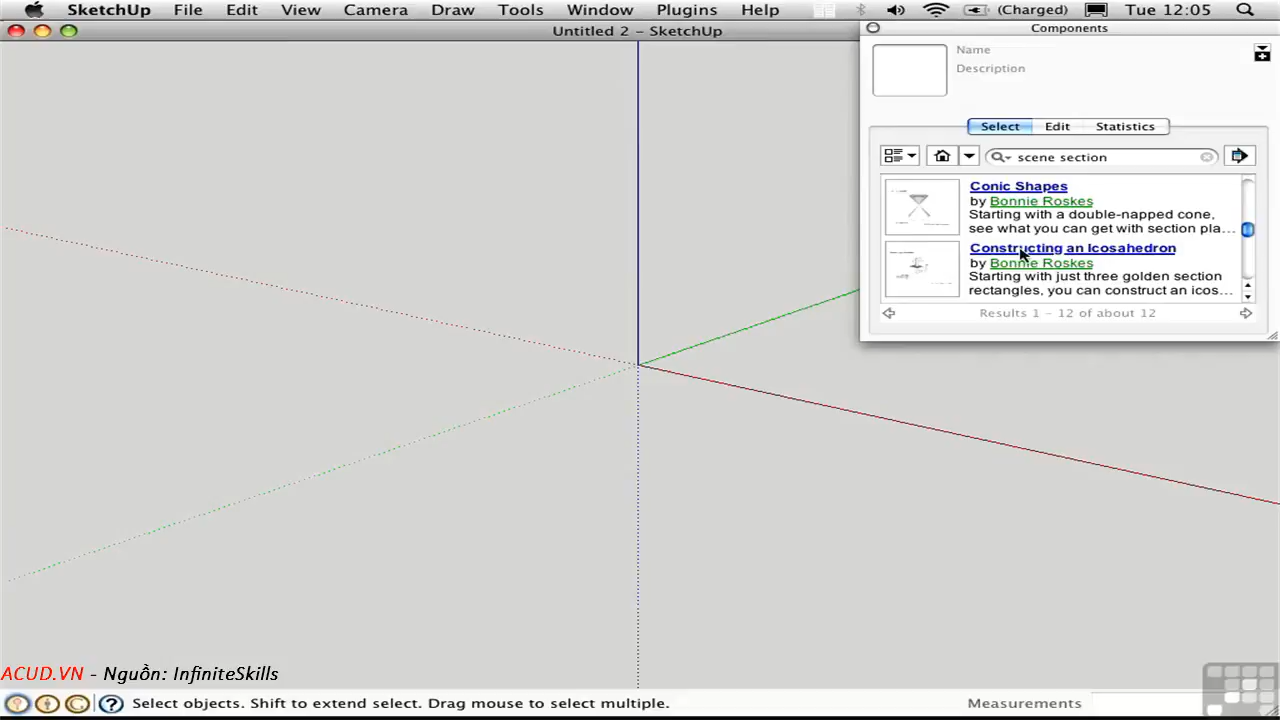 SketchUp File Edit View Camera Draw Tools Window Plugins Help (Charged) Tue 12:05
Untitled 2 – SketchUp
Components
Name
Description
Select Edit Statistics
scene section
Conic Shapes
by Bonnie Roskes
Starting with a double-napped cone,
see what you can get with section pla...
Constructing an Icosahedron
by Bonnie Roskes
Starting with just three golden section
rectangles, you can construct an icos...
Results 1 – 12 of about 12
ACUD.VN - Nguồn: InfiniteSkills
Select objects. Shift to extend select. Drag mouse to select multiple. Measurements